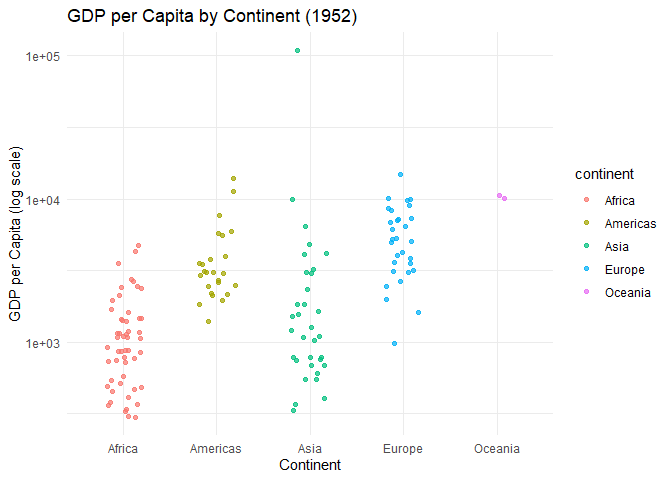 GDP per Capita by Continent (1952)
1e+05
1e+04
1e+03
GDP per Capita (log scale)
Africa
Americas
Asia
Europe
Oceania
Continent
continent
Africa
Americas
Asia
Europe
Oceania